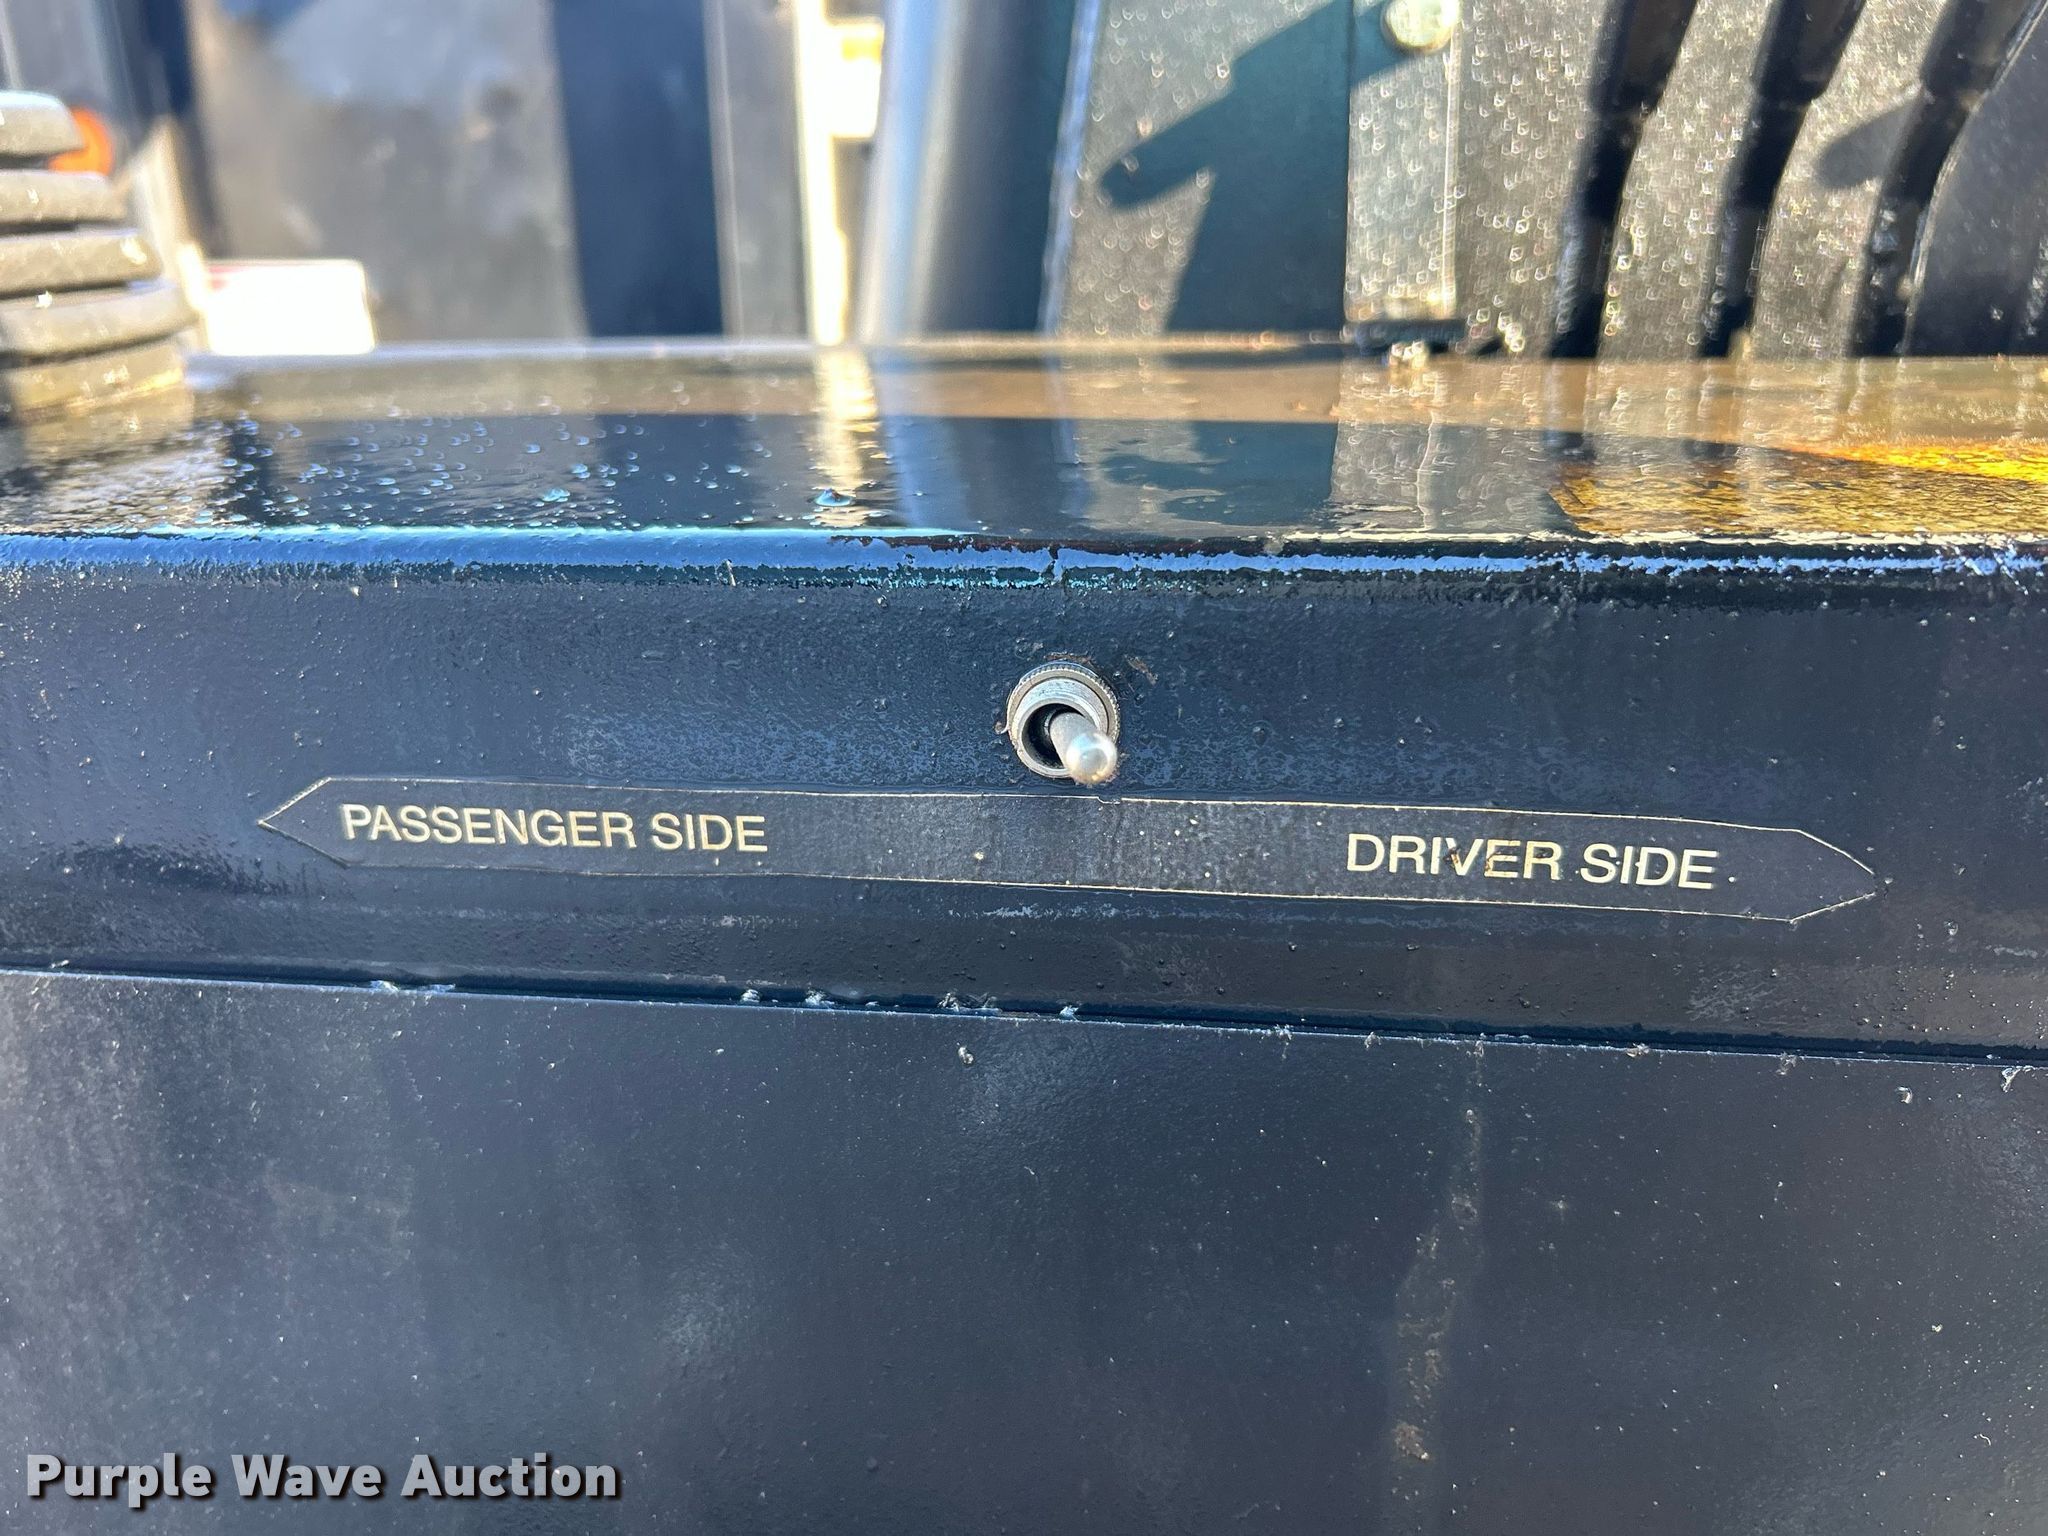 PASSENGER SIDE
DRIVER SIDE
Purple Wave Auction